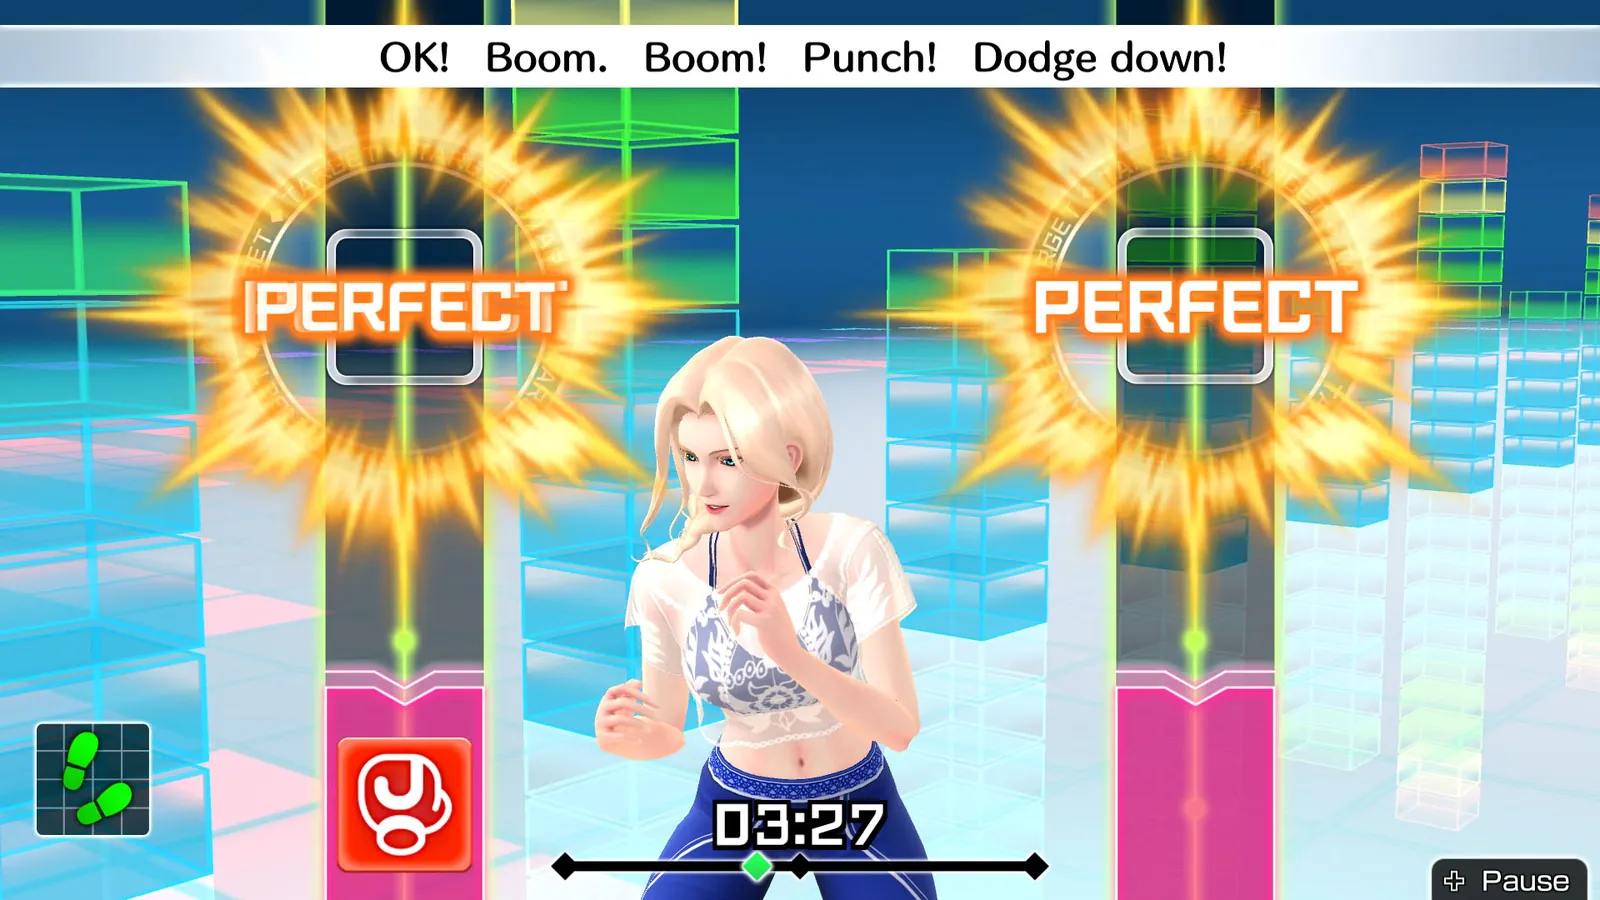 OK! Boom. Boom! Punch! Dodge down!
PERFECT
PERFECT
03:27
Pause